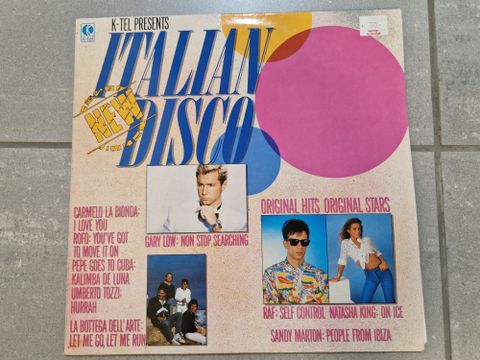 K-TEL PRESENTS
ITALIAN
NEW
DISCO
CARMELO LA BIONDA:
I LOVE YOU
ROFO: YOU'VE GOT
TO MOVE IT ON
PEPE GOES TO CUBA:
KALIMBA DE LUNA
UMBERTO TOZZI:
HURRAH
LA BOTTEGA DELL'ARTE:
LET ME GO, LET ME RUN
GARY LOW: NON STOP SEARCHING
ORIGINAL HITS ORIGINAL STARS
RAF: SELF CONTROL
NATASHA KING: ON ICE
SANDY MARTON: PEOPLE FROM IBIZA